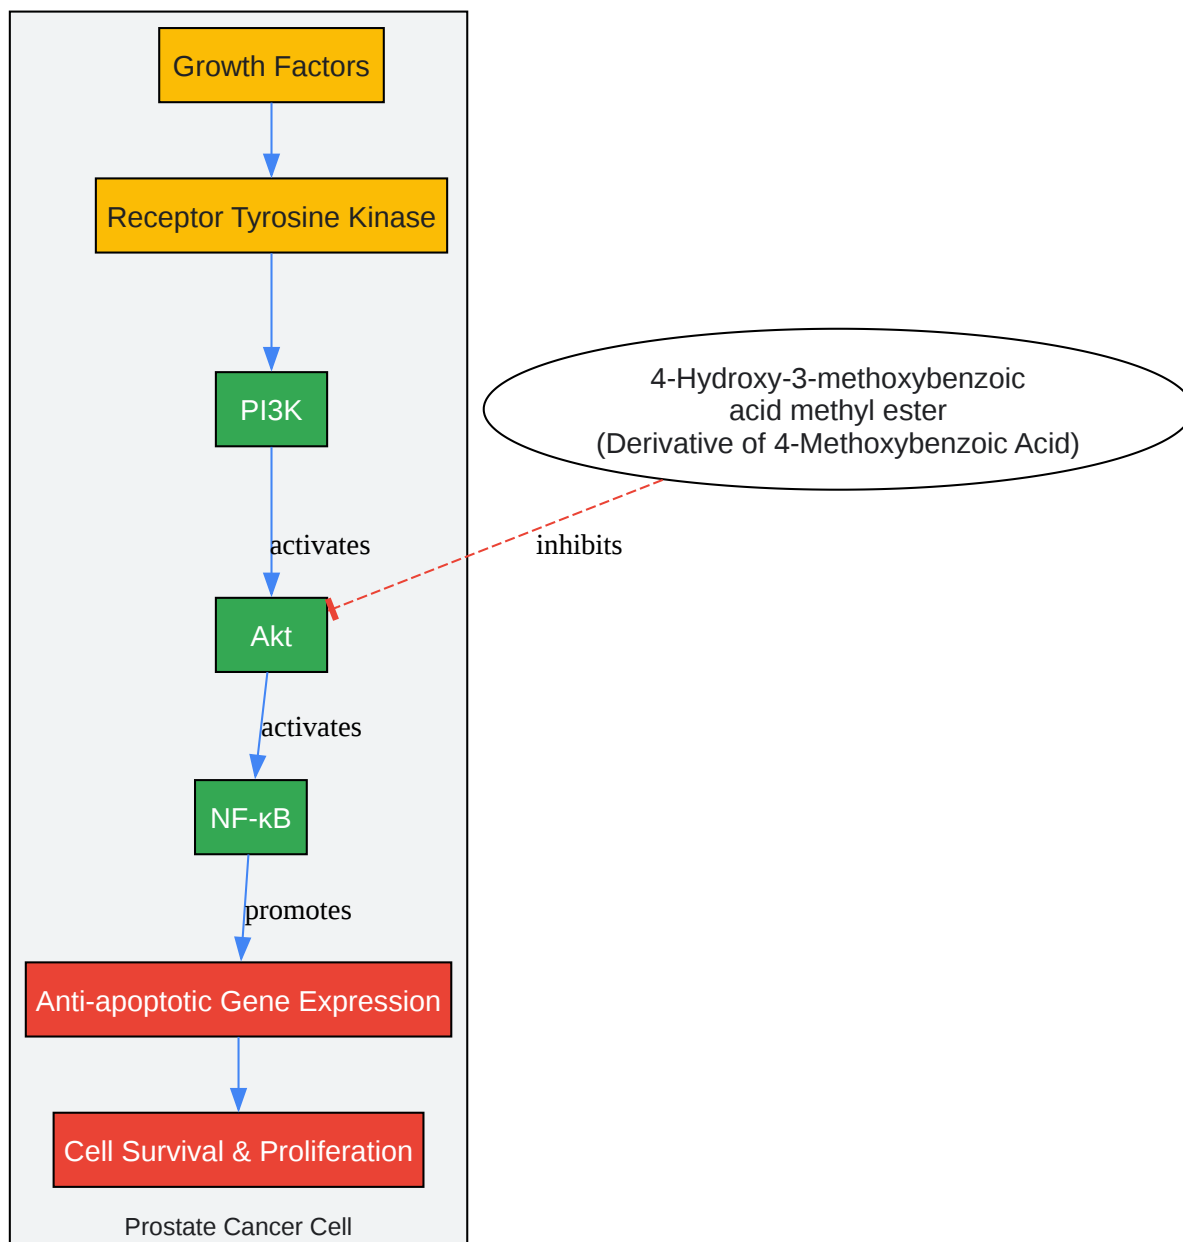 Growth Factors
Receptor Tyrosine Kinase
PI3K
4-Hydroxy-3-methoxybenzoic
acid methyl ester
(Derivative of 4-Methoxybenzoic Acid)
activates
inhibits
Akt
activates
NF-κB
promotes
Anti-apoptotic Gene Expression
Cell Survival & Proliferation
Prostate Cancer Cell